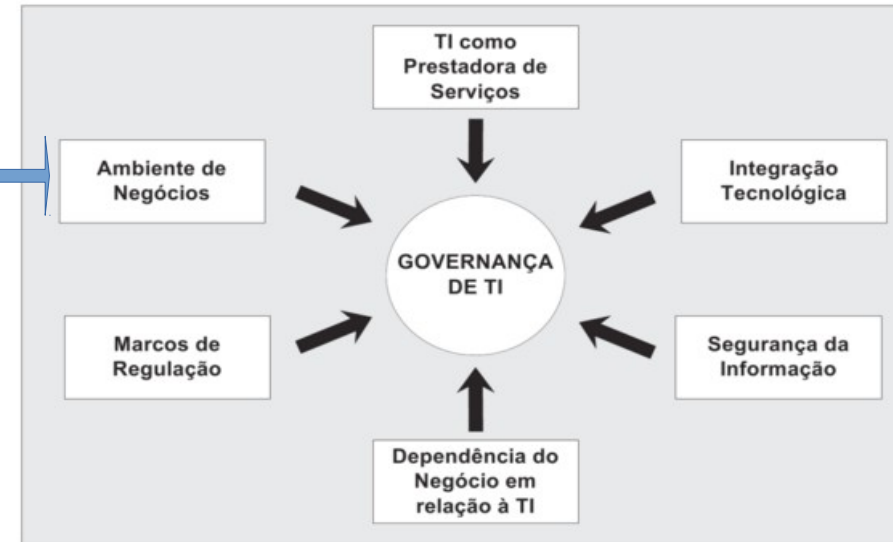 TI como
Prestadora de
Serviços
Ambiente de
Negócios
Integração
Tecnológica
GOVERNANÇA
DE TI
Marcos de
Regulação
Segurança da
Informação
Dependência do
Negócio em
relação à TI